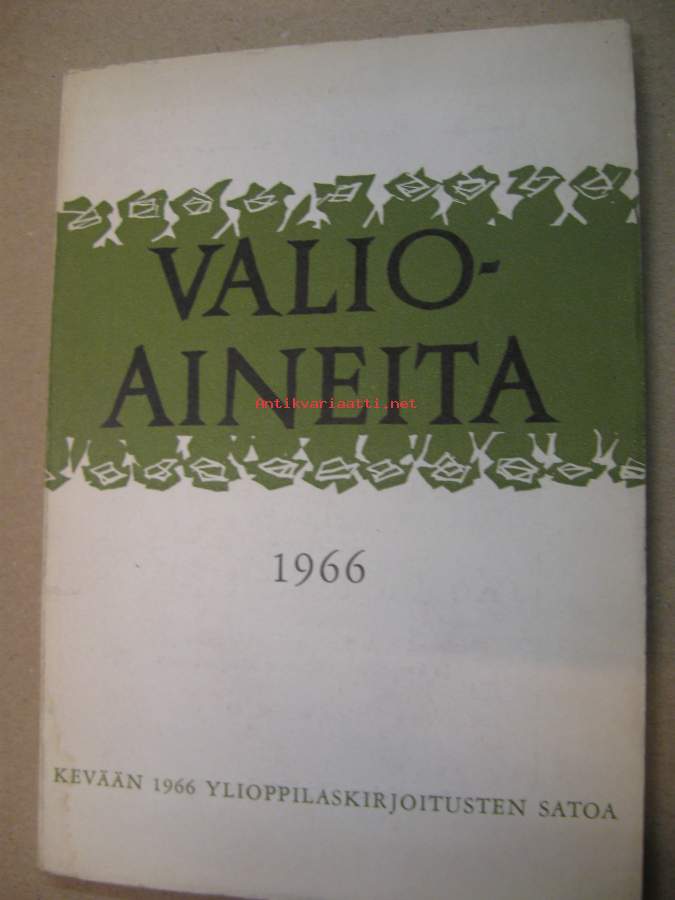 VALIO-
AINEITA
Antikvariaatti.net
1966
KEVÄÄN 1966 YLIOPPILASKIRJOITUSTEN SATOA